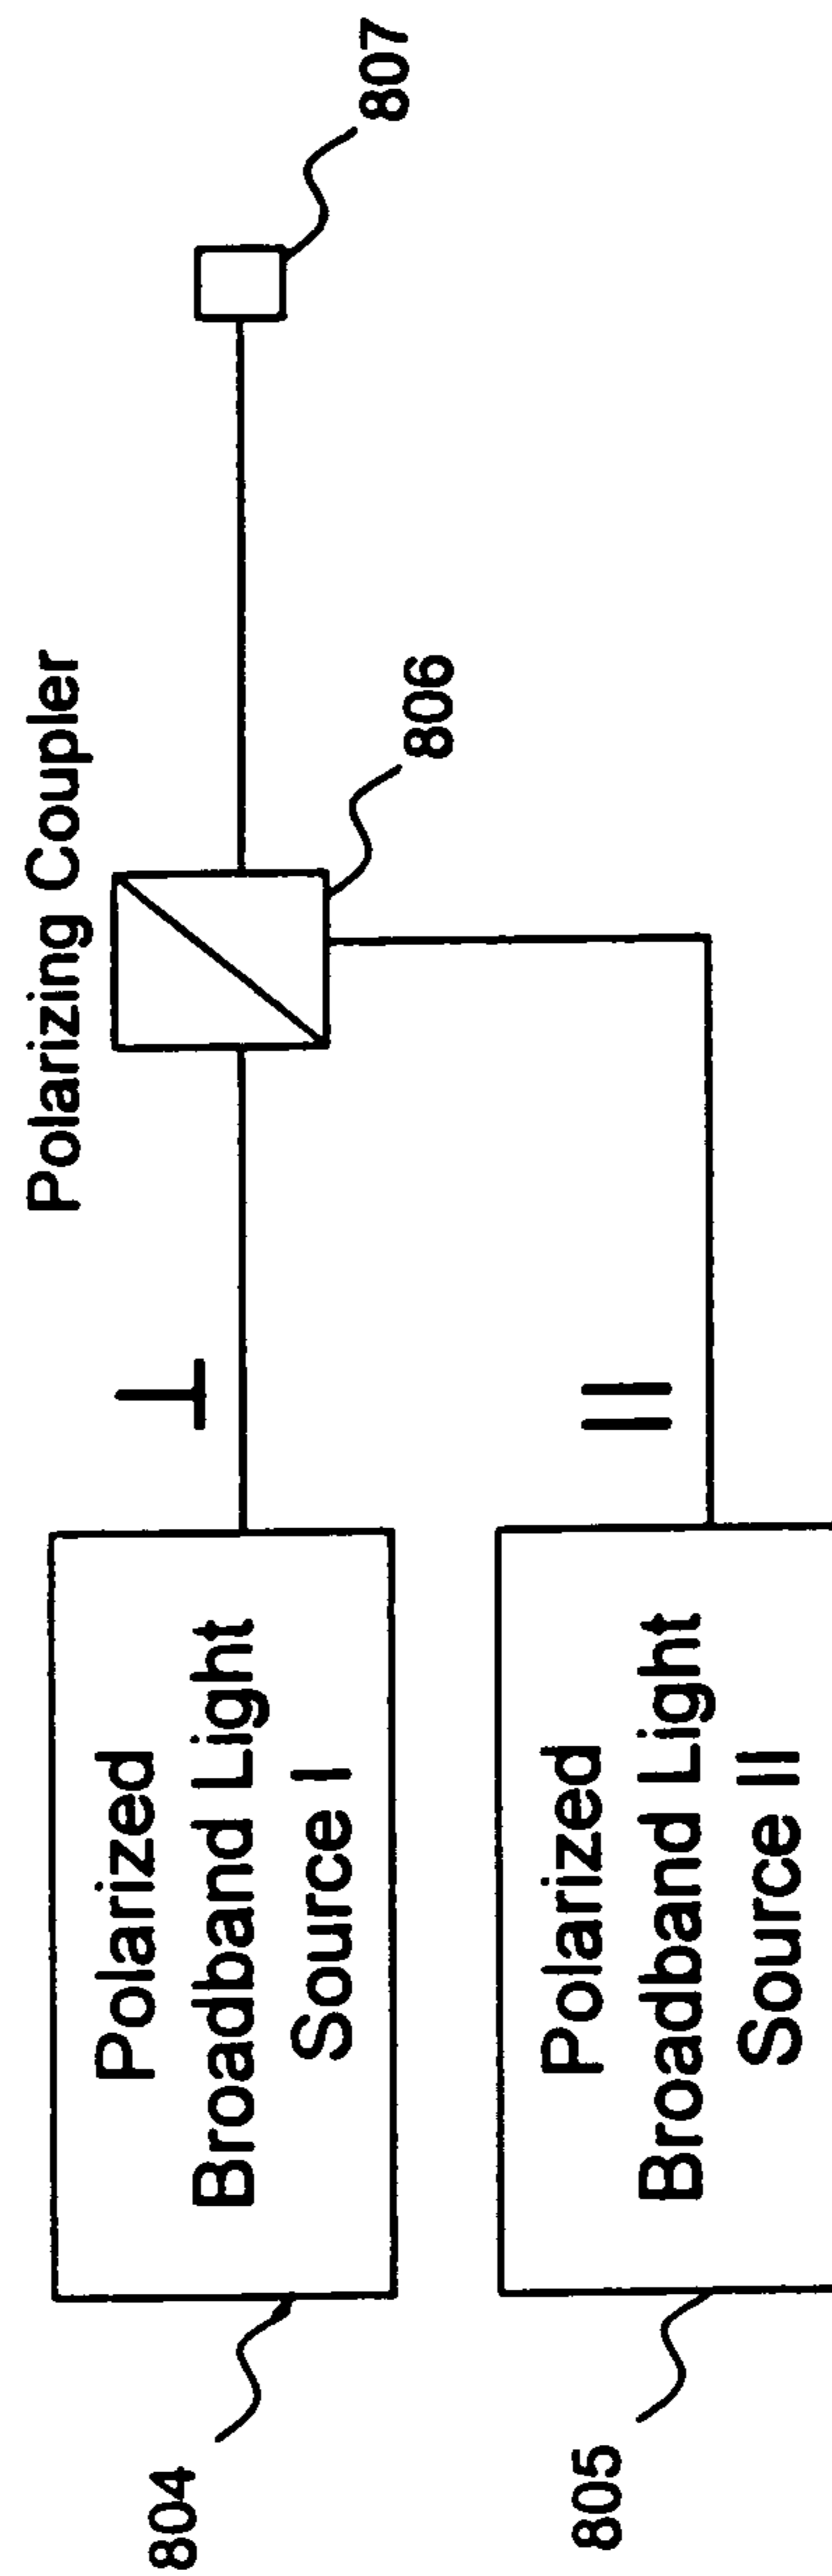 Polarizing Coupler
807
806
⊥
||
804
Polarized
Broadband Light
Source I
805
Polarized
Broadband Light
Source II